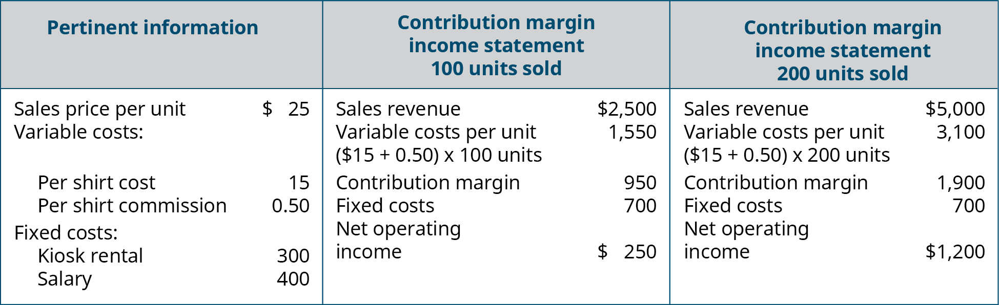 Pertinent information
Contribution margin
income statement
100 units sold
Contribution margin
income statement
200 units sold
Sales price per unit $ 25
Variable costs:
Per shirt cost 15
Per shirt commission 0.50
Fixed costs:
Kiosk rental 300
Salary 400
Sales revenue $2,500
Variable costs per unit 1,550
($15 + 0.50) x 100 units
Contribution margin 950
Fixed costs 700
Net operating
income $ 250
Sales revenue $5,000
Variable costs per unit 3,100
($15 + 0.50) x 200 units
Contribution margin 1,900
Fixed costs 700
Net operating
income $1,200